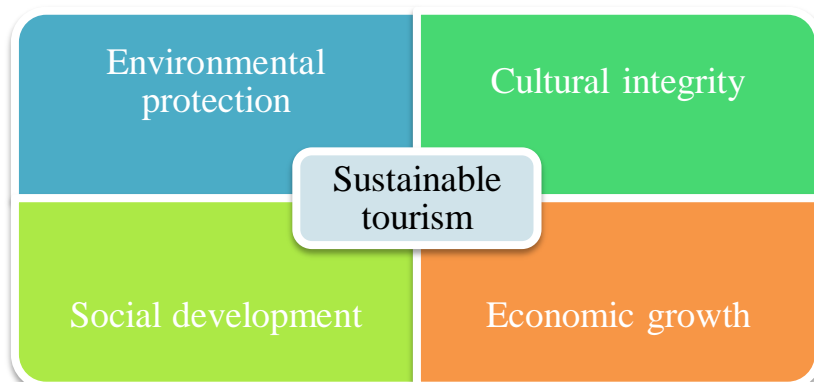 Environmental
protection
Cultural integrity
Sustainable
tourism
Social development
Economic growth